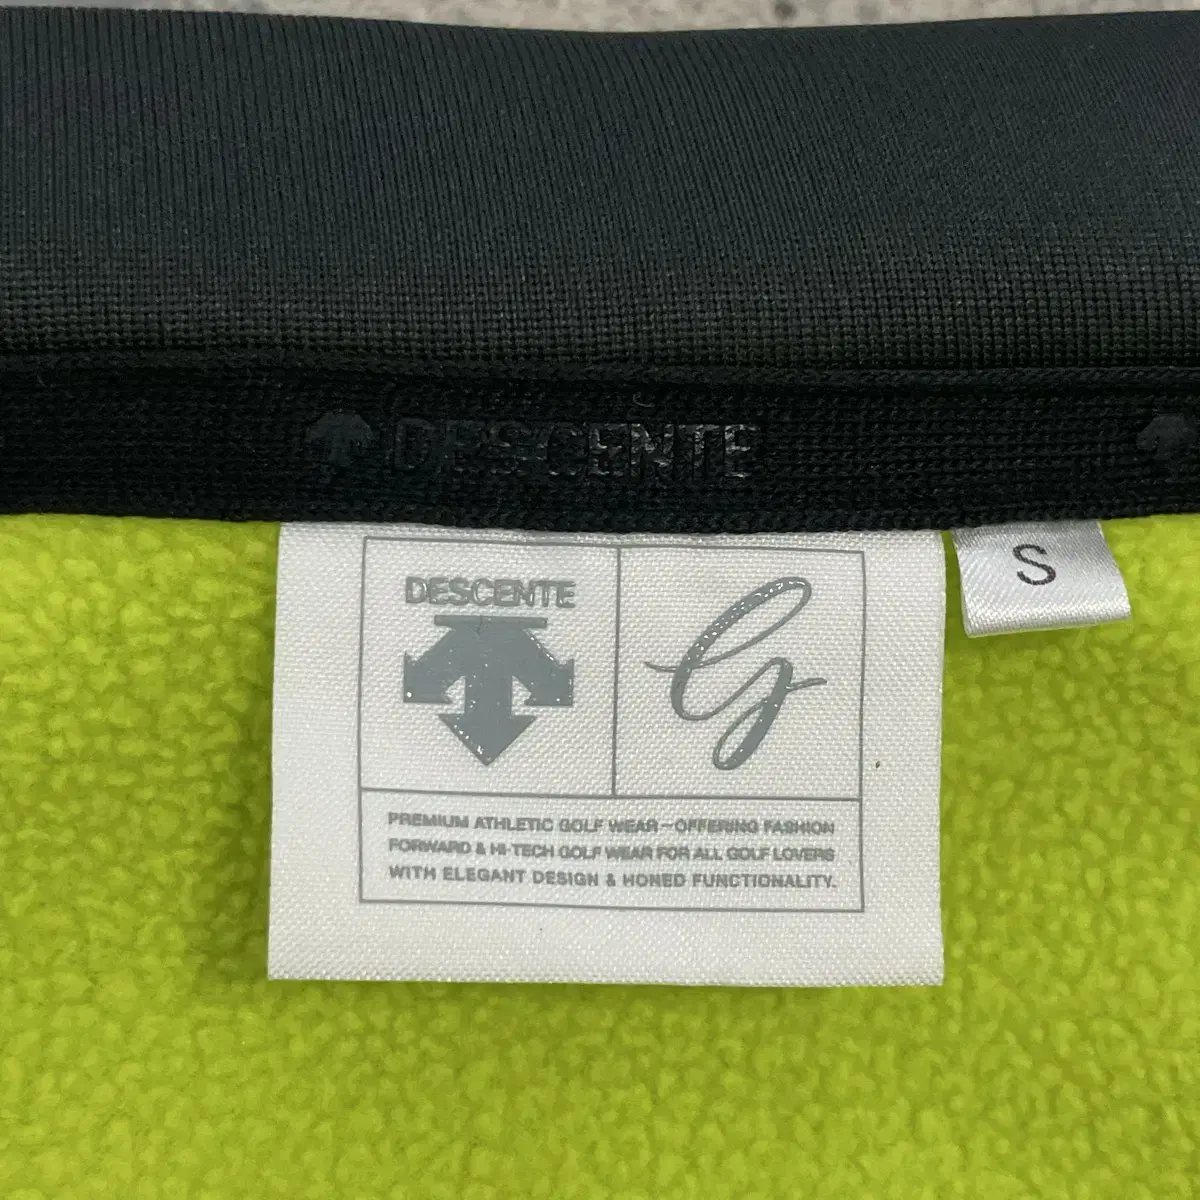 DESCENTE
DESCENTE
G
S
PREMIUM ATHLETIC GOLF WEAR-OFFERING FASHION
FORWARD & HI-TECH GOLF WEAR FOR ALL GOLF LOVERS
WITH ELEGANT DESIGN & HONED FUNCTIONALITY.